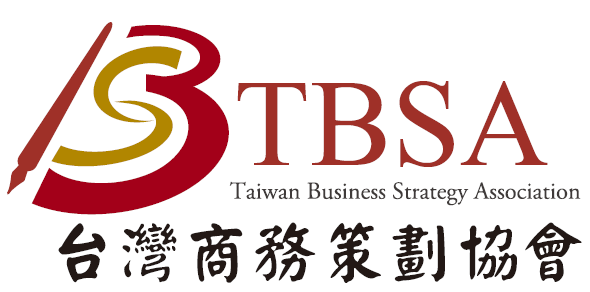 TBSA
Taiwan Business Strategy Association
台灣商務策劃協會